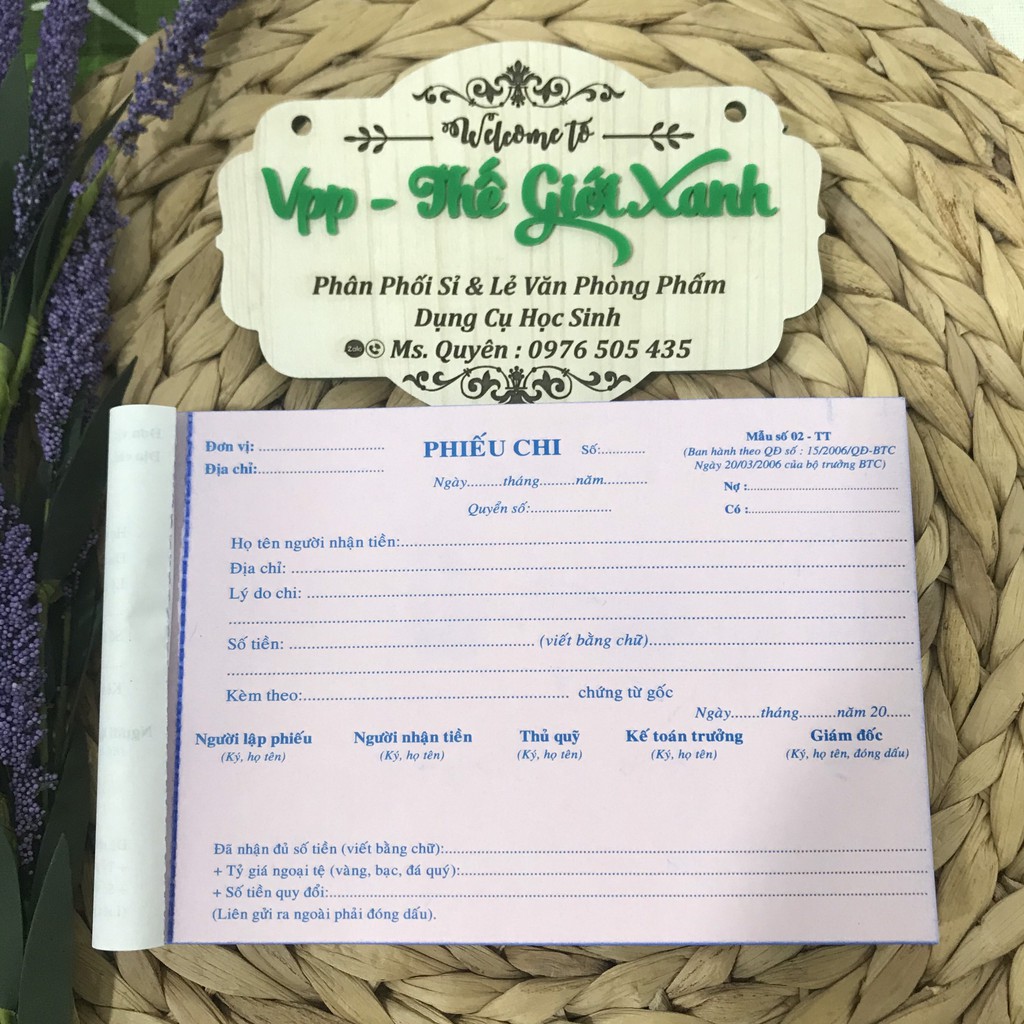 Welcome to
Vpp - Thế Giới Xanh
Phân Phối Sỉ & Lẻ Văn Phòng Phẩm
Dụng Cụ Học Sinh
Zalo Ms. Quyên : 0976 505 435
Đơn vị: ..............................
Địa chỉ:..............................
PHIẾU CHI Số:...........
Ngày.........tháng.........năm...........
Quyển số:.....................
Mẫu số 02 - TT
(Ban hành theo QĐ số : 15/2006/QĐ-BTC
Ngày 20/03/2006 của bộ trưởng BTC)
Nợ :........................................
Có :........................................
Họ tên người nhận tiền:........................................
Địa chỉ: ........................................
Lý do chi: ........................................
........................................
Số tiền: ........................................ (viết bằng chữ)........................................
........................................
Kèm theo:........................................ chứng từ gốc
Ngày.......tháng.........năm 20......
Người lập phiếu Người nhận tiền Thủ quỹ Kế toán trưởng Giám đốc
(Ký, họ tên) (Ký, họ tên) (Ký, họ tên) (Ký, họ tên) (Ký, họ tên, đóng dấu)
Đã nhận đủ số tiền (viết bằng chữ):........................................
+ Tỷ giá ngoại tệ (vàng, bạc, đá quý):........................................
+ Số tiền quy đổi:........................................
(Liên gửi ra ngoài phải đóng dấu).